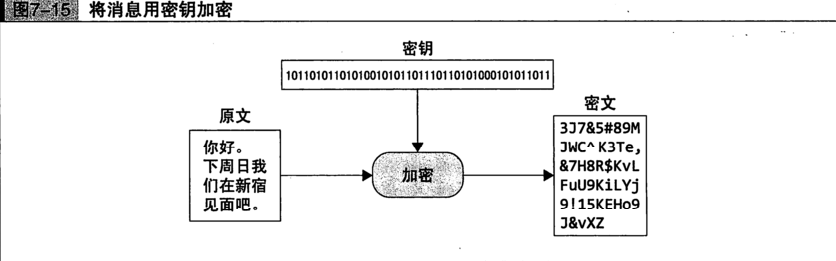 图7-15 将消息用密钥加密
密钥
1011010110101001010110111011010100010101011011
原文
你好。
下周日我
们在新宿
见面吧。
加密
密文
3J7&5#89M
JWC^K3Te,
&7H8R$KvL
FuU9KiLYj
9!15KEHo9
J&vXZ